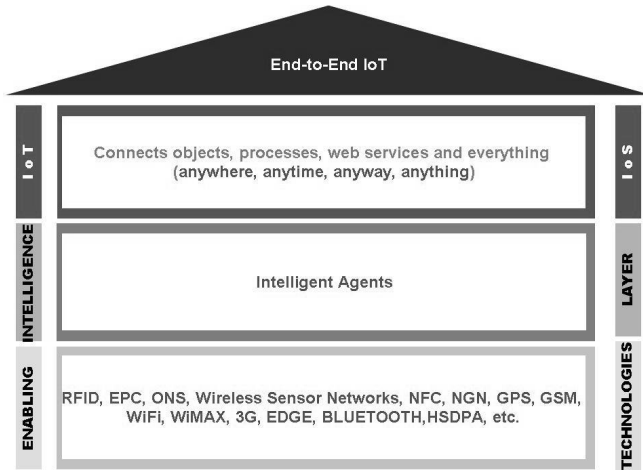 End-to-End IoT
IoT
Connects objects, processes, web services and everything
(anywhere, anytime, anyway, anything)
IoS
INTELLIGENCE
Intelligent Agents
LAYER
ENABLING
RFID, EPC, ONS, Wireless Sensor Networks, NFC, NGN, GPS, GSM,
WiFi, WiMAX, 3G, EDGE, BLUETOOTH,HSDPA, etc.
TECHNOLOGIES